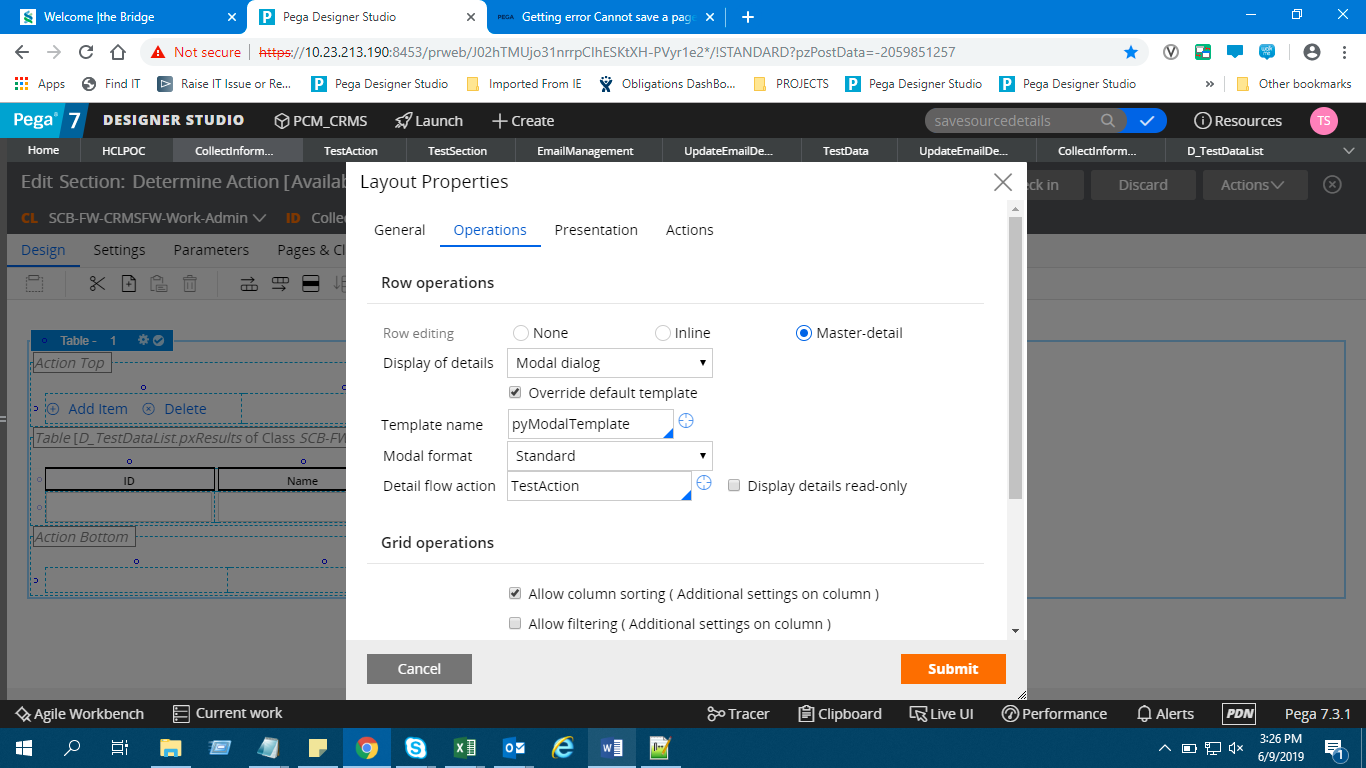 Welcome |the Bridge
Pega Designer Studio
PEGA Getting error Cannot save a pag
Not secure https://10.23.213.190:8453/prweb/J02hTMUjo31nrrpCIhESKtXH-PVyr1e2*/!STANDARD?pzPostData=-2059851257
Apps Find IT Raise IT Issue or Re... Pega Designer Studio Imported From IE Obligations DashBo... PROJECTS Pega Designer Studio Pega Designer Studio » Other bookmarks
Pega 7 DESIGNER STUDIO PCM_CRMS Launch Create savesourcedetails Resources TS
Home HCLPOC CollectInform... TestAction TestSection EmailManagement UpdateEmailDe... TestData UpdateEmailDe... CollectInform... D_TestDataList
Edit Section: Determine Action [Availab
eck in Discard Actions
CL SCB-FW-CRMSFW-Work-Admin ID Colle
Design Settings Parameters Pages & Cl
Table - 1
Action Top
Add Item Delete
Table [D_TestDataList.pxResults of Class SCB-FW
ID Name
Action Bottom
Layout Properties
General Operations Presentation Actions
Row operations
Row editing None Inline Master-detail
Display of details Modal dialog
Override default template
Template name pyModalTemplate
Modal format Standard
Detail flow action TestAction Display details read-only
Grid operations
Allow column sorting ( Additional settings on column )
Allow filtering ( Additional settings on column )
Cancel Submit
Agile Workbench Current work Tracer Clipboard Live UI Performance Alerts PDN Pega 7.3.1
3:26 PM
6/9/2019
1